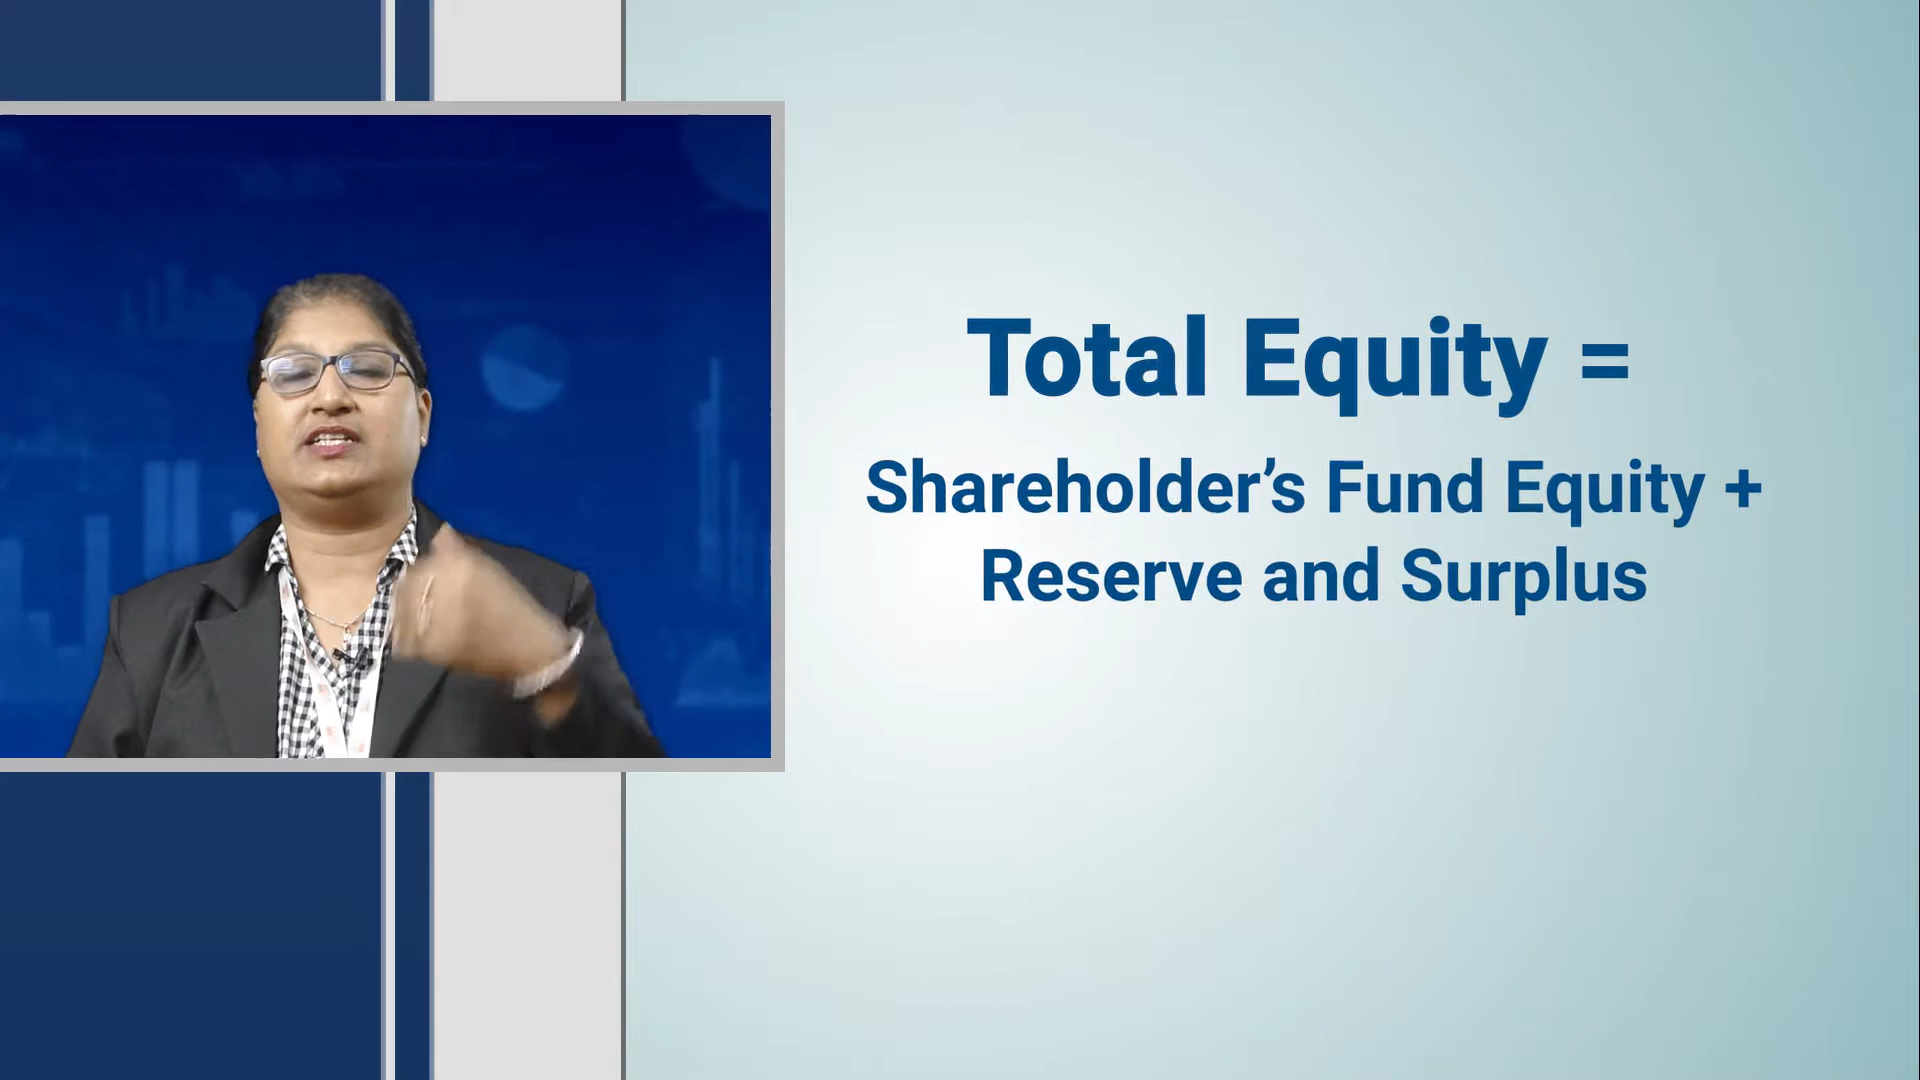 Total Equity =
Shareholder’s Fund Equity +
Reserve and Surplus